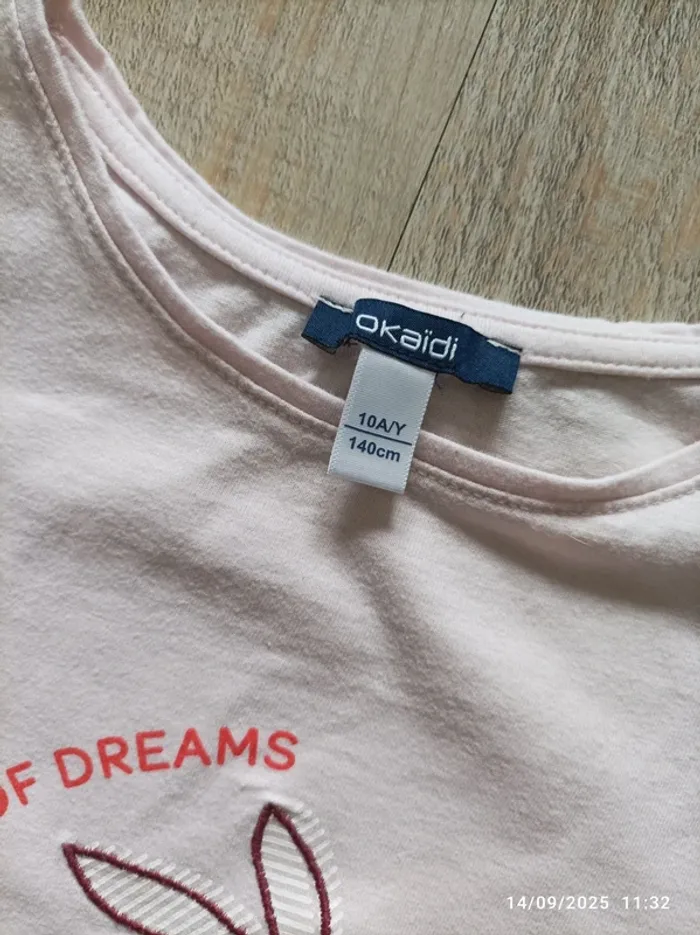 okaïdi
10A/Y
140cm
OF DREAMS
14/09/2025 11:32